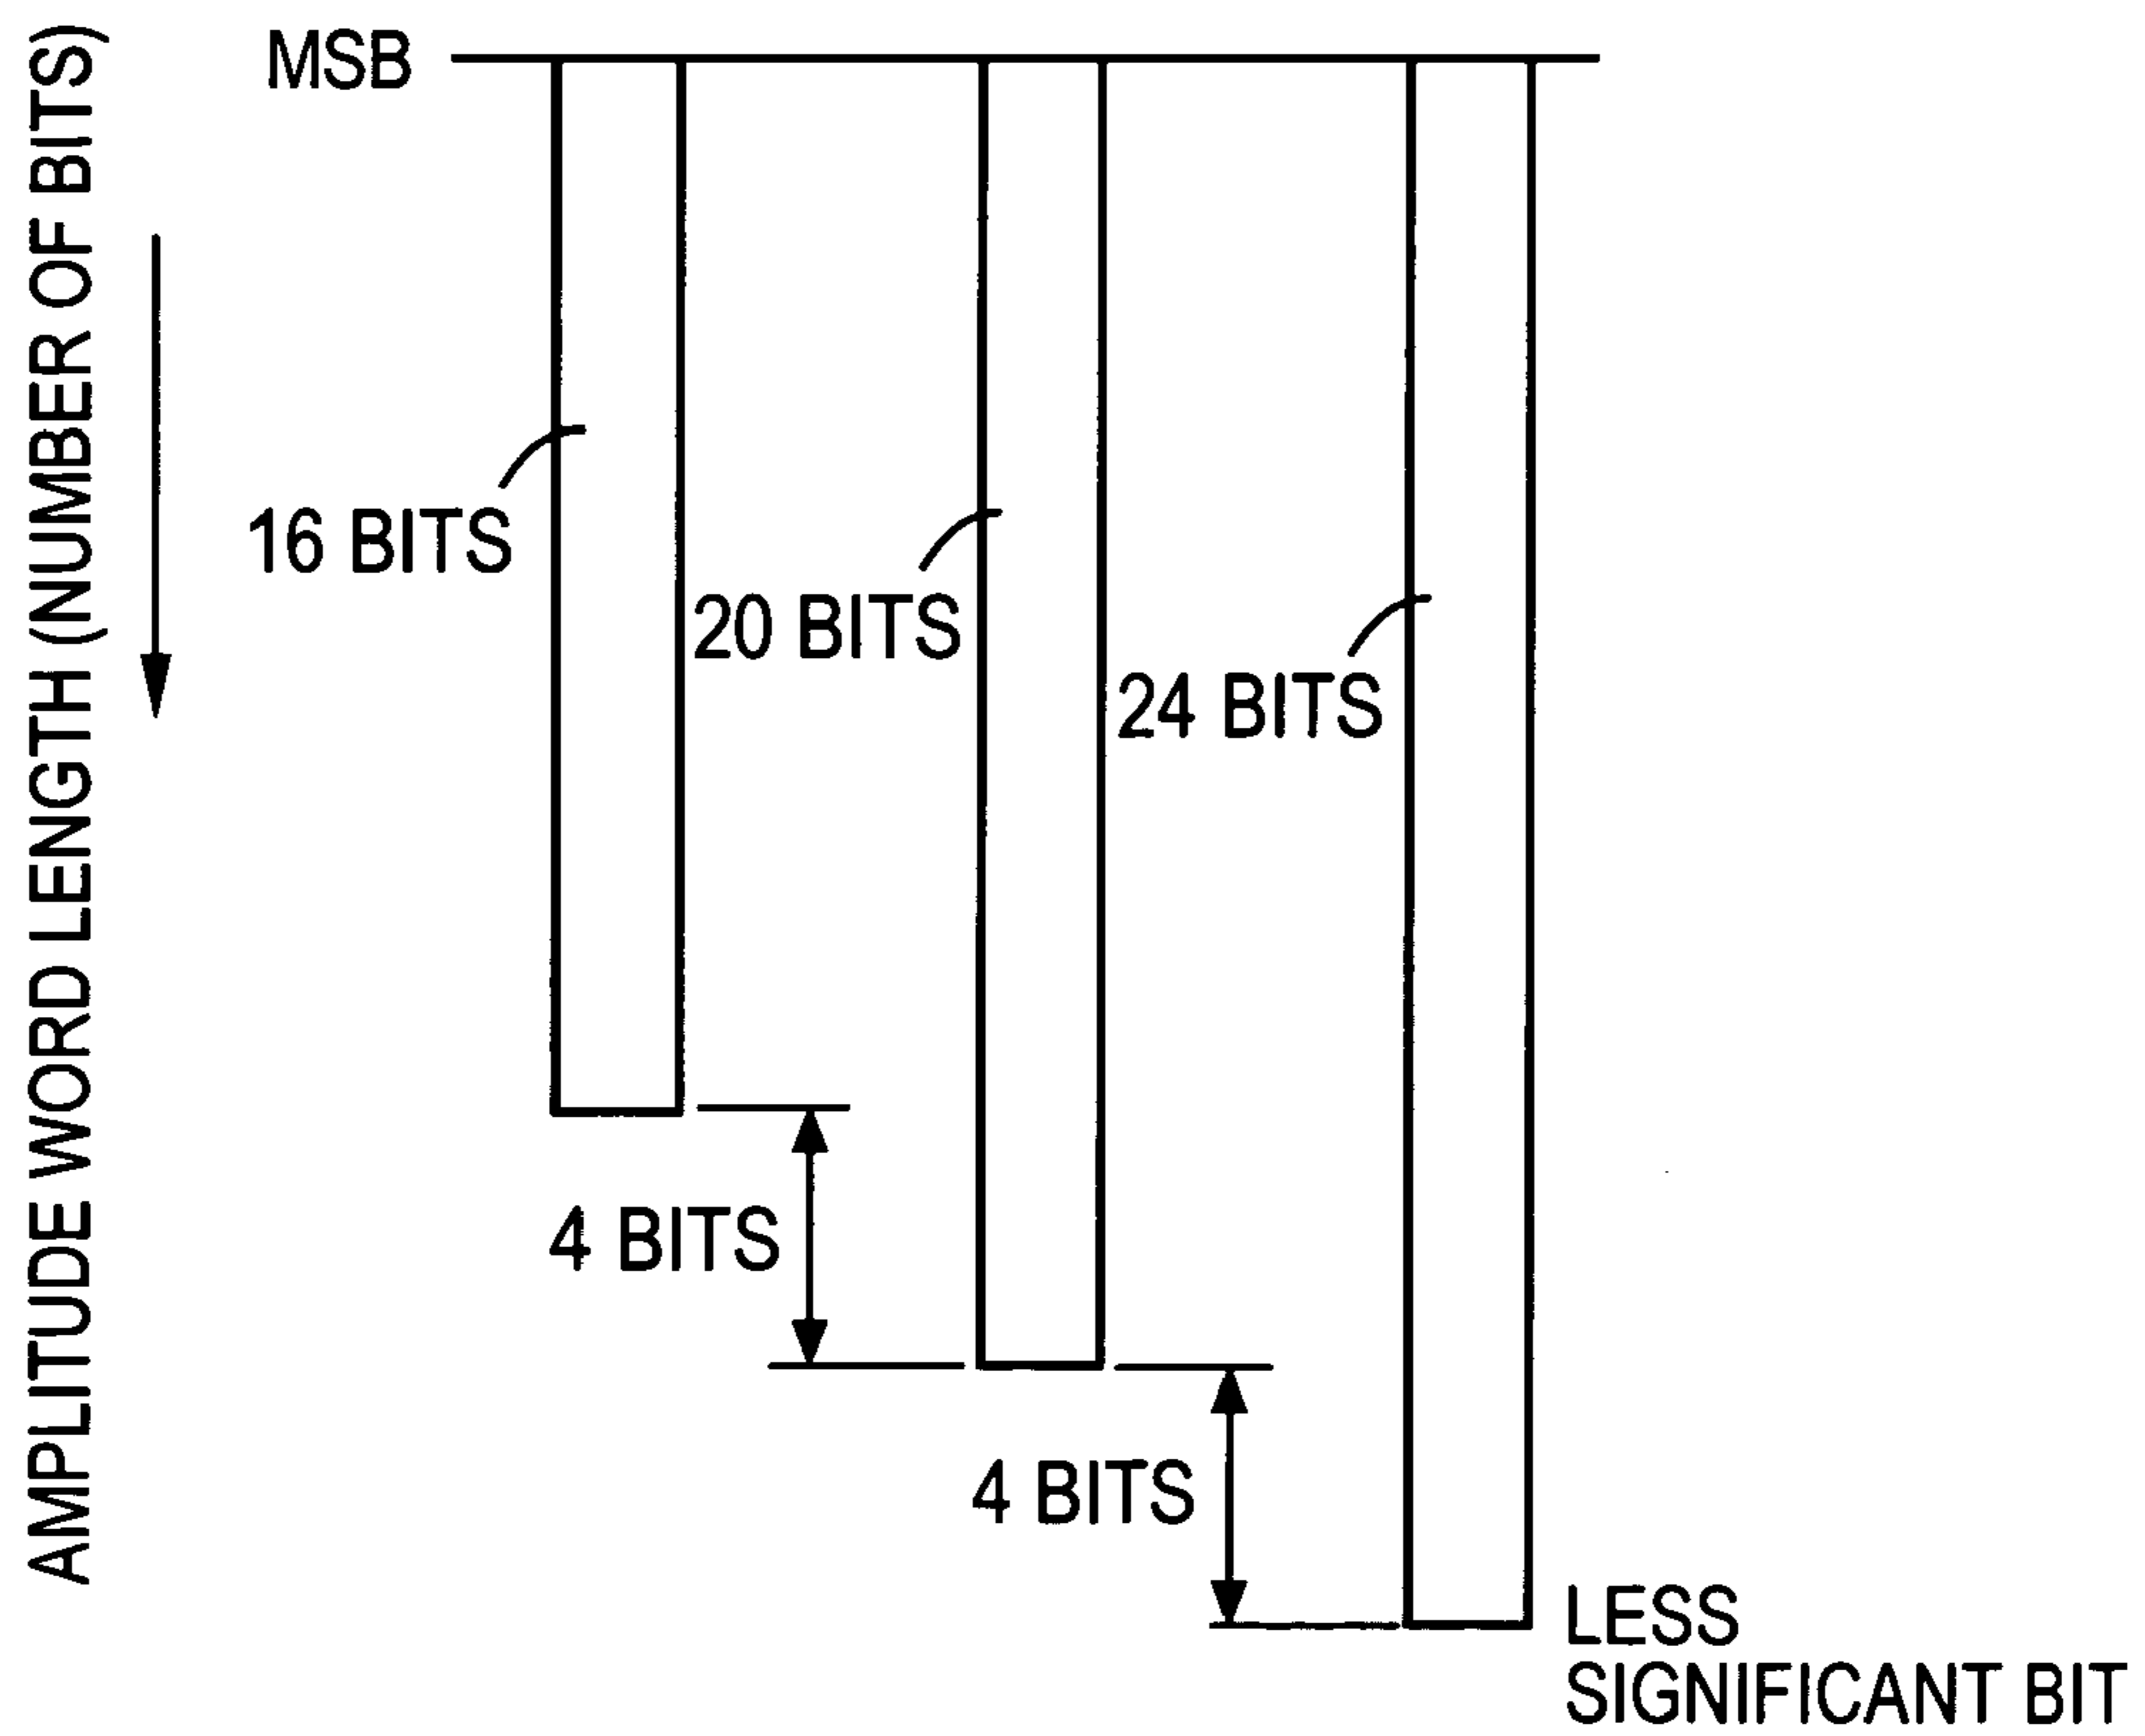 AMPLITUDE WORD LENGTH (NUMBER OF BITS)
MSB
16 BITS
20 BITS
24 BITS
4 BITS
4 BITS
LESS
SIGNIFICANT BIT